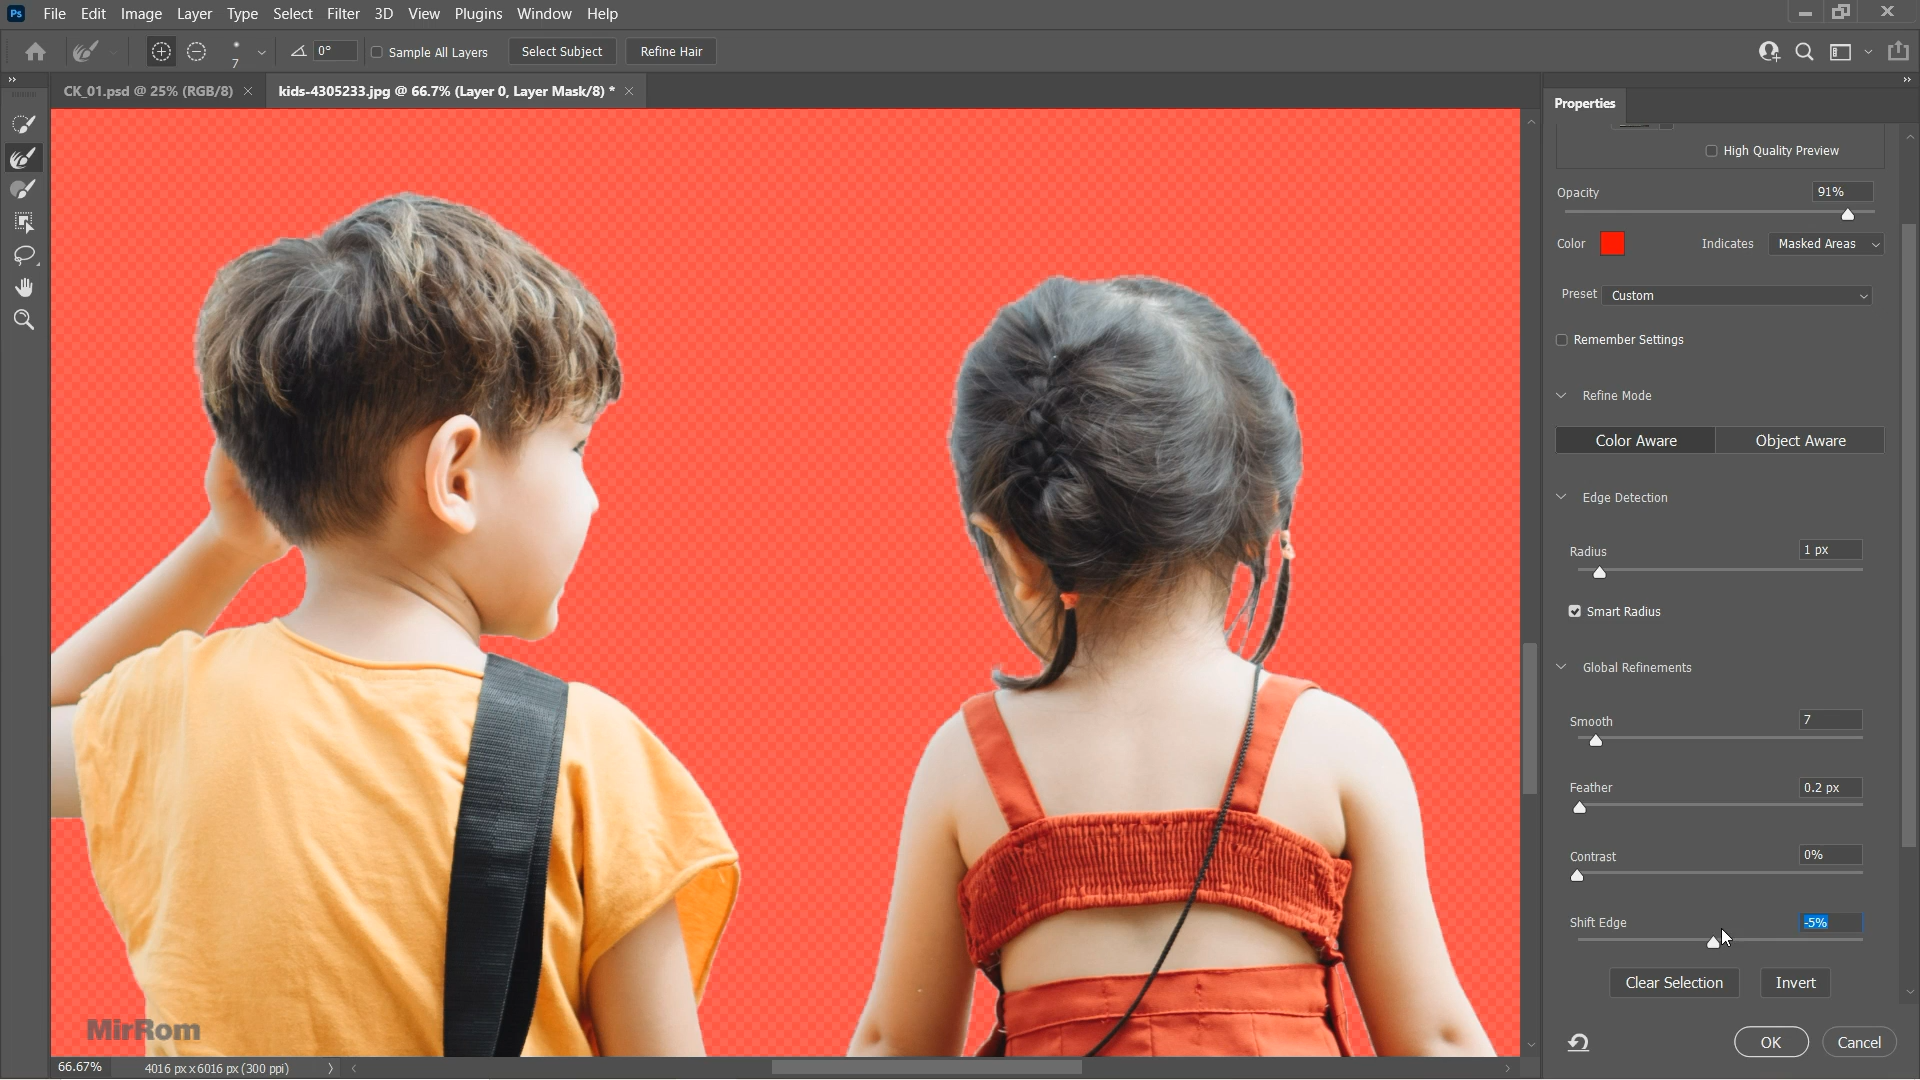 Ps File Edit Image Layer Type Select Filter 3D View Plugins Window Help
7 0° Sample All Layers Select Subject Refine Hair
CK_01.psd @ 25% (RGB/8) kids-4305233.jpg @ 66.7% (Layer 0, Layer Mask/8) *
Properties
High Quality Preview
Opacity 91%
Color Indicates Masked Areas
Preset Custom
Remember Settings
Refine Mode
Color Aware Object Aware
Edge Detection
Radius 1 px
Smart Radius
Global Refinements
Smooth 7
Feather 0.2 px
Contrast 0%
Shift Edge -5%
Clear Selection Invert
MirRom
OK Cancel
66.67% 4016 px x 6016 px (300 ppi)